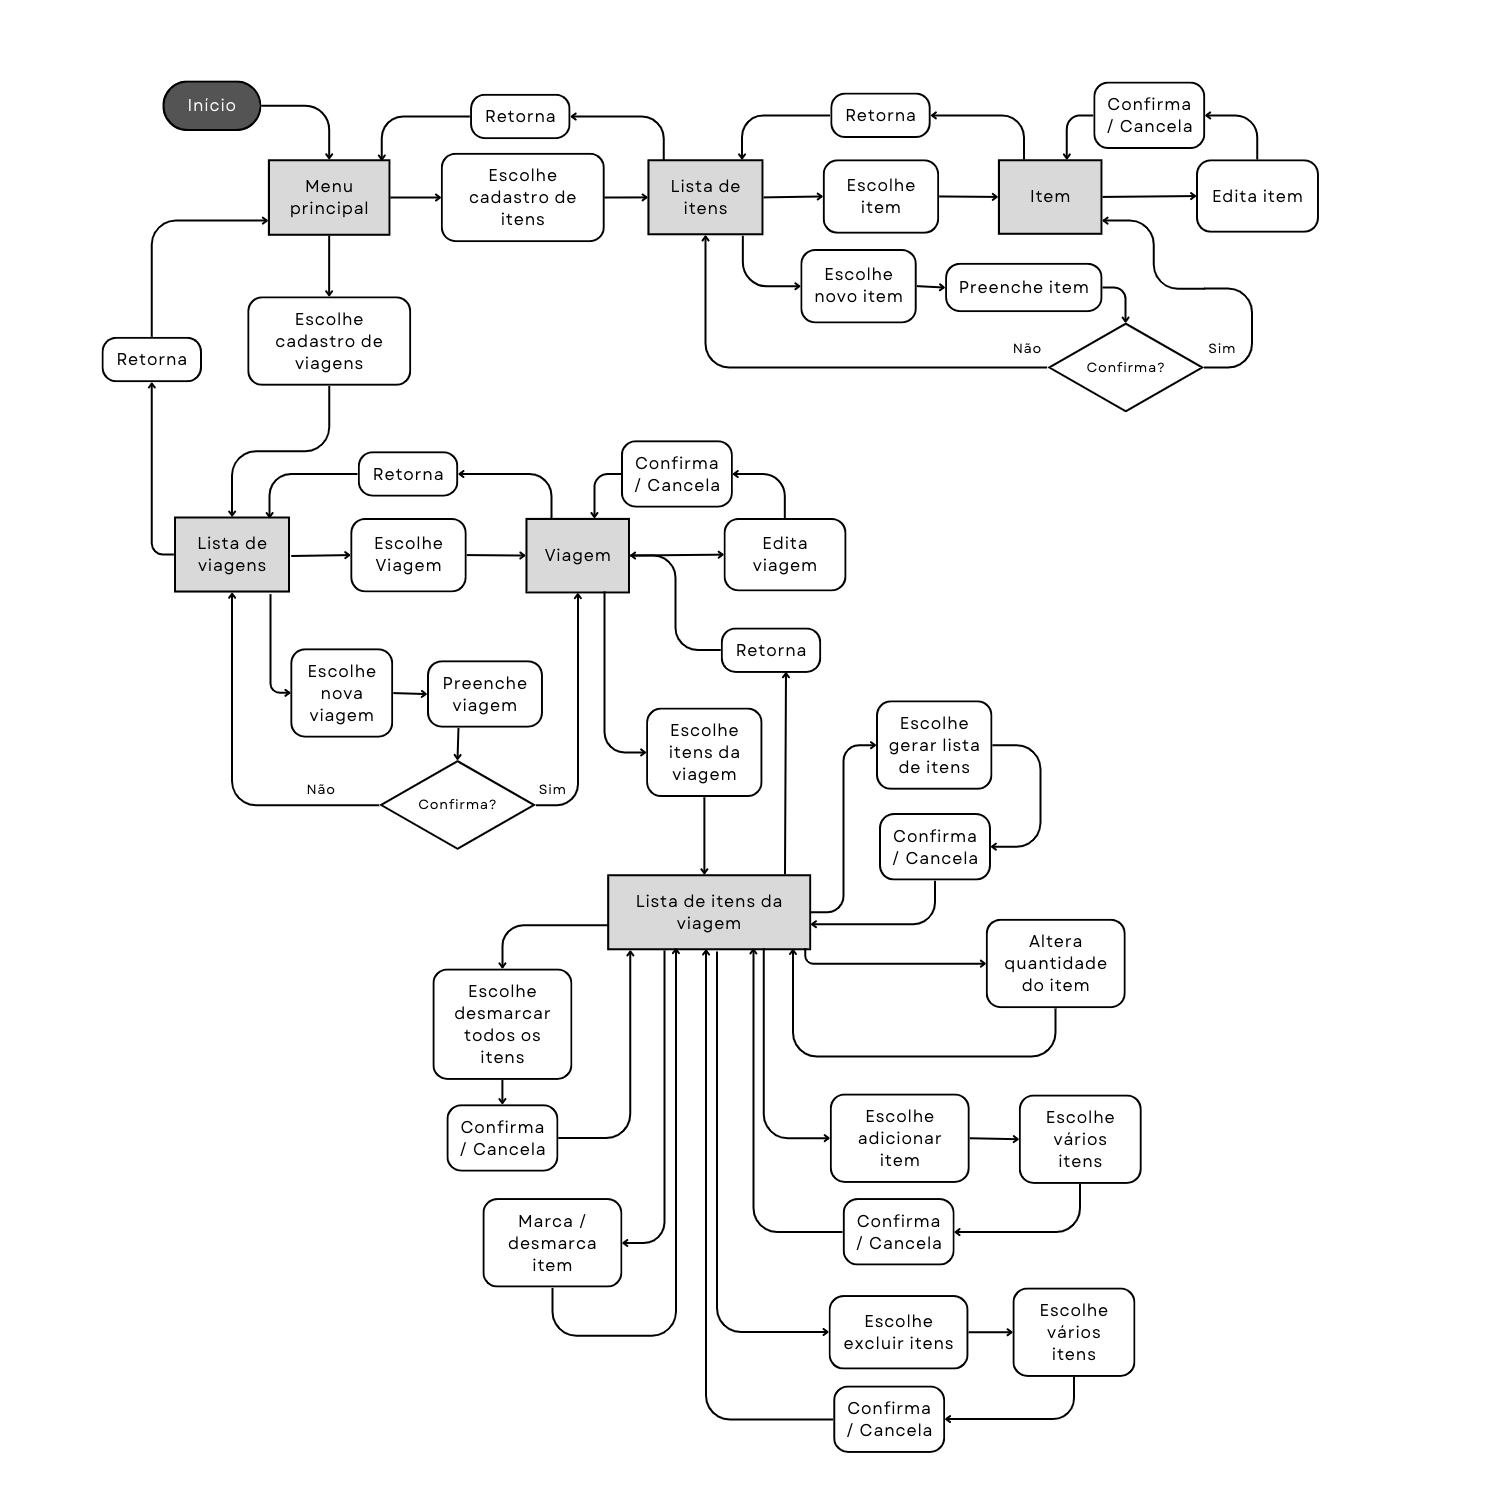 Início
Retorna
Retorna
Confirma
/ Cancela
Menu
principal
Escolhe
cadastro de
itens
Lista de
itens
Escolhe
item
Item
Edita item
Escolhe
novo item
Preenche item
Confirma?
Não
Sim
Escolhe
cadastro de
viagens
Retorna
Retorna
Confirma
/ Cancela
Lista de
viagens
Escolhe
Viagem
Viagem
Edita
viagem
Retorna
Escolhe
nova
viagem
Preenche
viagem
Confirma?
Não
Sim
Escolhe
itens da
viagem
Escolhe
gerar lista
de itens
Confirma
/ Cancela
Lista de itens da
viagem
Altera
quantidade
do item
Escolhe
desmarcar
todos os
itens
Confirma
/ Cancela
Escolhe
adicionar
item
Escolhe
vários
itens
Confirma
/ Cancela
Marca /
desmarca
item
Escolhe
excluir itens
Escolhe
vários
itens
Confirma
/ Cancela